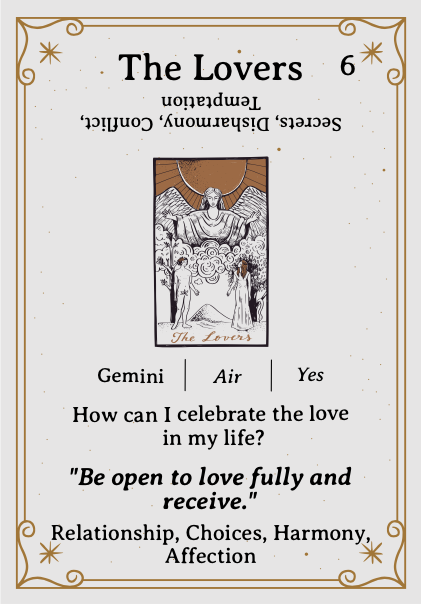 The Lovers 6
Secrets, Disharmony, Conflict,
Temptation
The Lovers
Gemini | Air | Yes
How can I celebrate the love
in my life?
"Be open to love fully and
receive."
Relationship, Choices, Harmony,
Affection